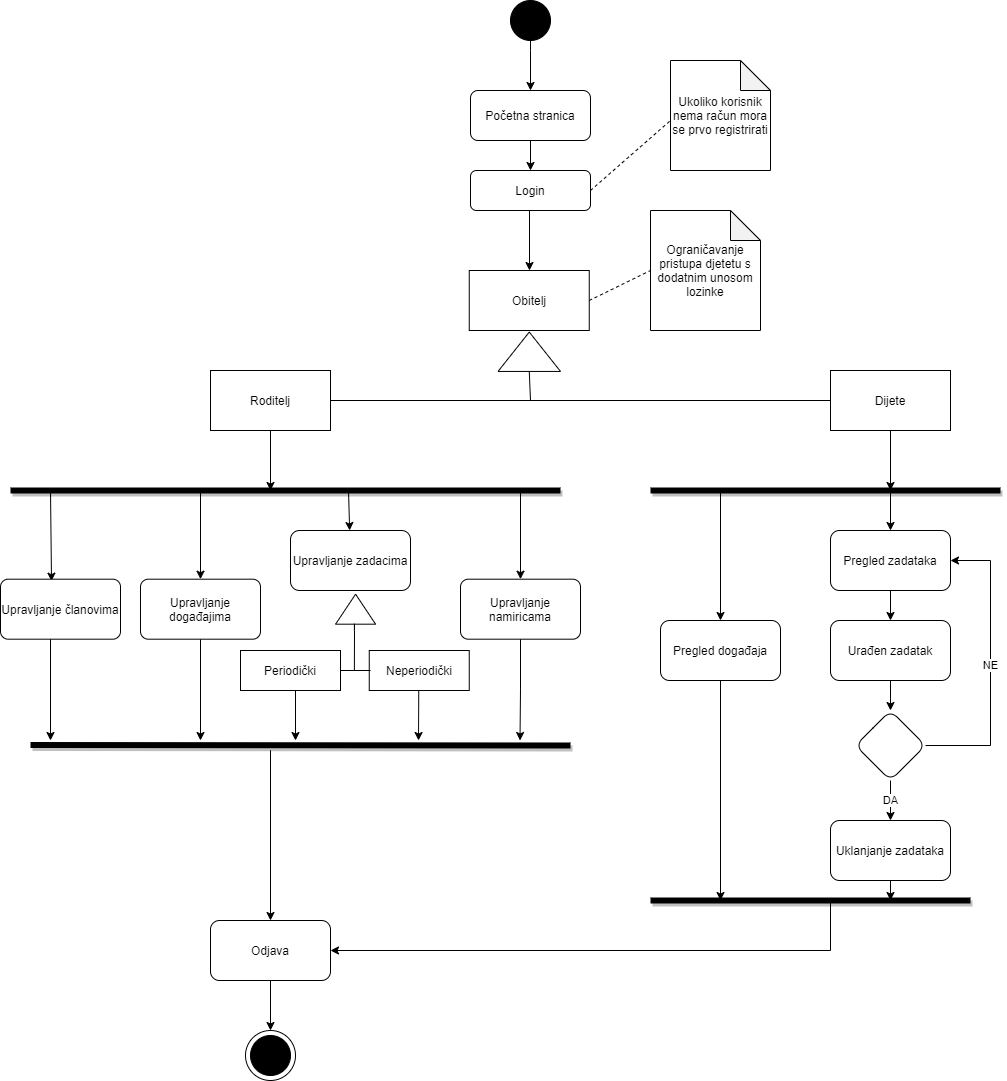 Početna stranica
Ukoliko korisnik
nema račun mora
se prvo registrirati
Login
Ograničavanje
pristupa djetetu s
dodatnim unosom
lozinke
Obitelj
Roditelj
Dijete
Upravljanje zadacima
Pregled zadataka
Upravljanje članovima
Upravljanje
događajima
Upravljanje
namiricama
Periodički
Neperiodički
Pregled događaja
Urađen zadatak
NE
DA
Uklanjanje zadataka
Odjava